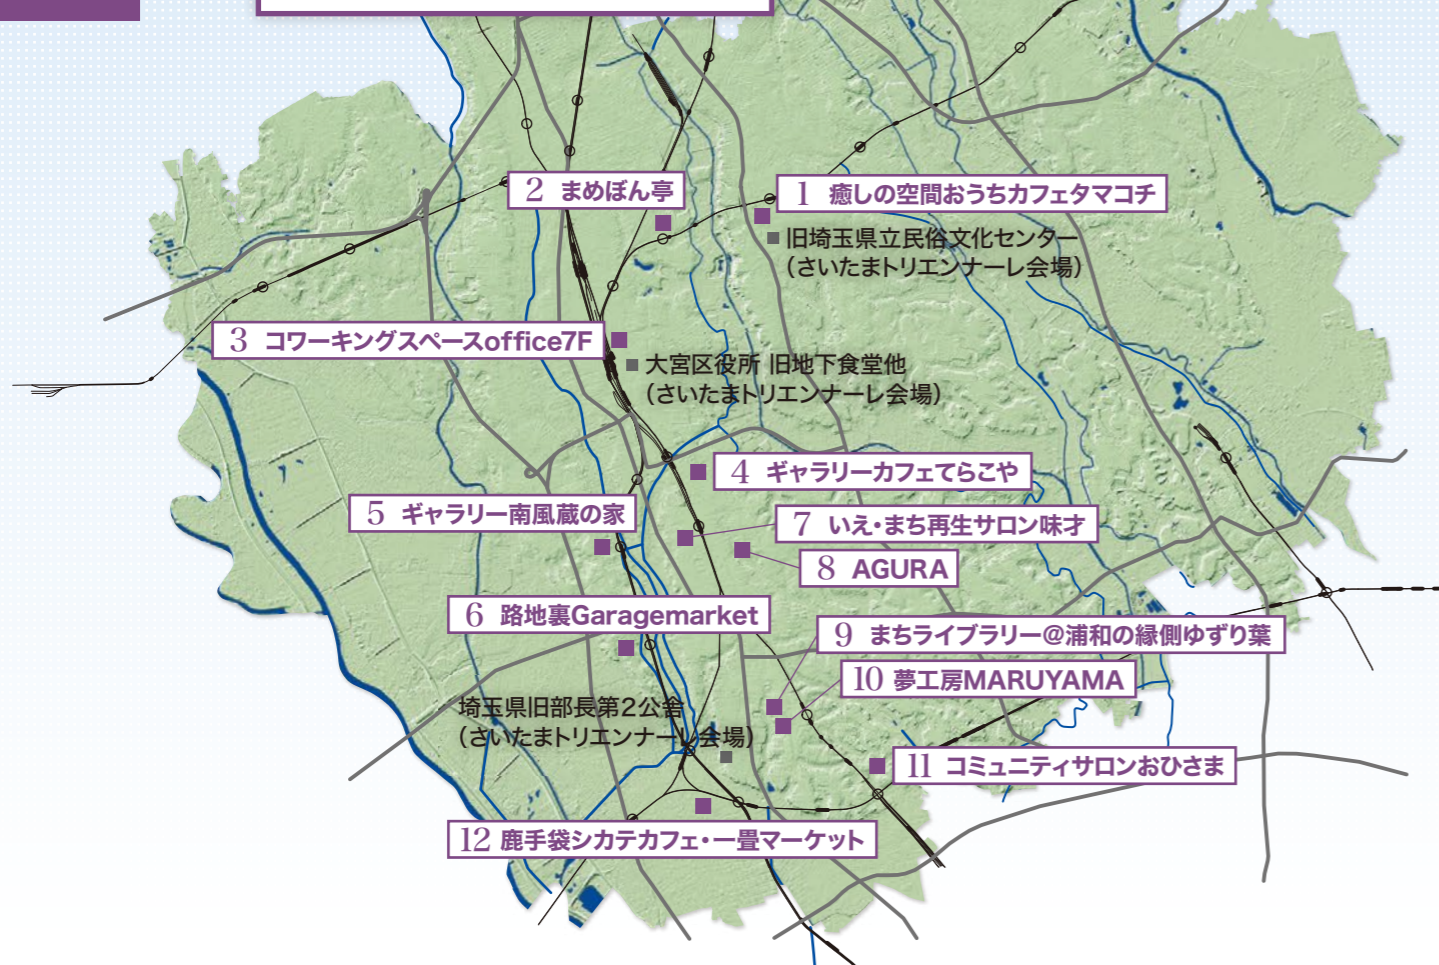 2 まめぼん亭
1 癒しの空間おうちカフェタマコチ
旧埼玉県立民俗文化センター
（さいたまトリエンナーレ会場）
3 コワーキングスペースoffice7F
大宮区役所 旧地下食堂他
（さいたまトリエンナーレ会場）
4 ギャラリーカフェてらこや
5 ギャラリー南風蔵の家
7 いえ・まち再生サロン味才
8 AGURA
6 路地裏Garagemarket
9 まちライブラリー@浦和の縁側ゆずり葉
10 夢工房MARUYAMA
埼玉県旧部長第2公舎
（さいたまトリエンナーレ会場）
11 コミュニティサロンおひさま
12 鹿手袋シカテカフェ・一畳マーケット